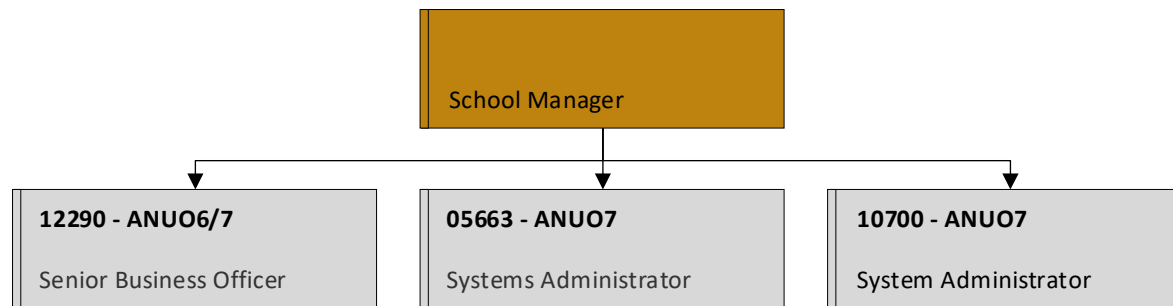 School Manager
12290 - ANUO6/7
Senior Business Officer
05663 - ANUO7
Systems Administrator
10700 - ANUO7
System Administrator